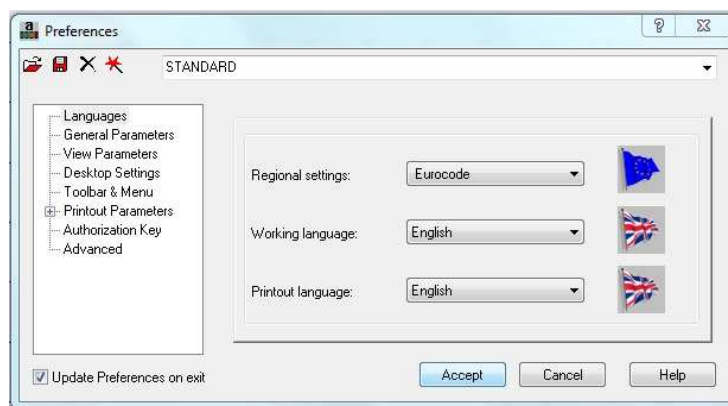 Preferences
STANDARD
Languages
General Parameters
View Parameters
Desktop Settings
Toolbar & Menu
Printout Parameters
Authorization Key
Advanced
Regional settings: Eurocode
Working language: English
Printout language: English
Update Preferences on exit Accept Cancel Help